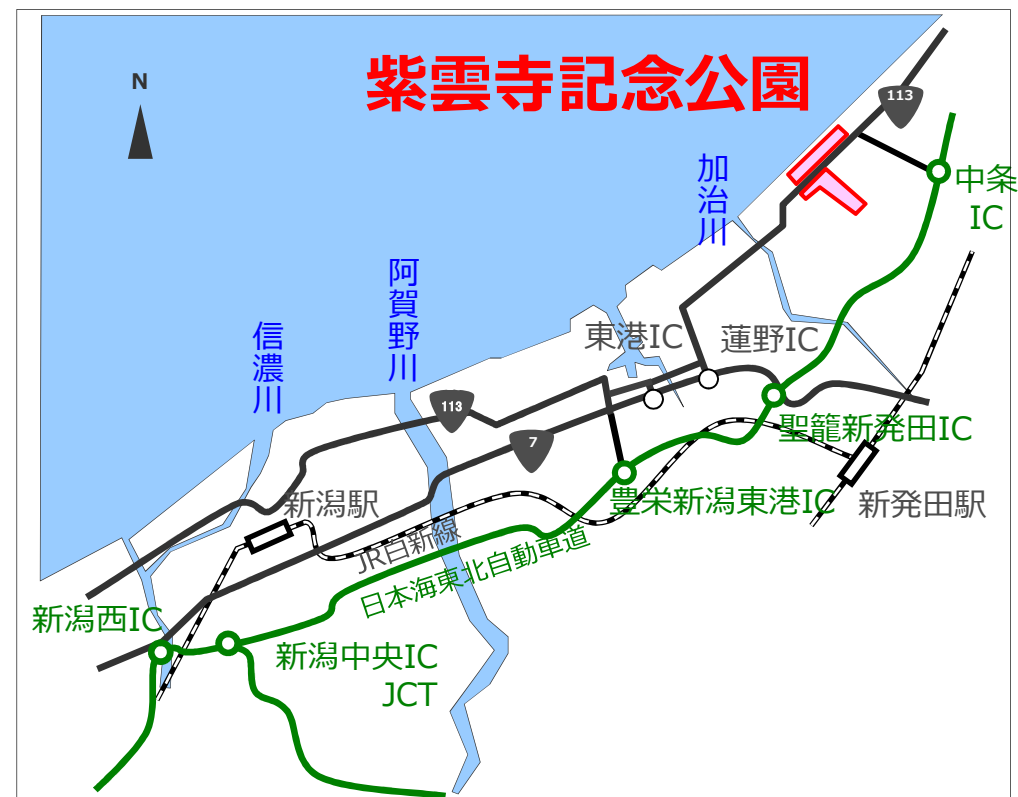 紫雲寺記念公園
N
113
加治川
中条
IC
阿賀野川
信濃川
東港IC
蓮野IC
113
7
聖籠新発田IC
新潟駅
豊栄新潟東港IC
新発田駅
JR白新線
日本海東北自動車道
新潟西IC
新潟中央IC
JCT